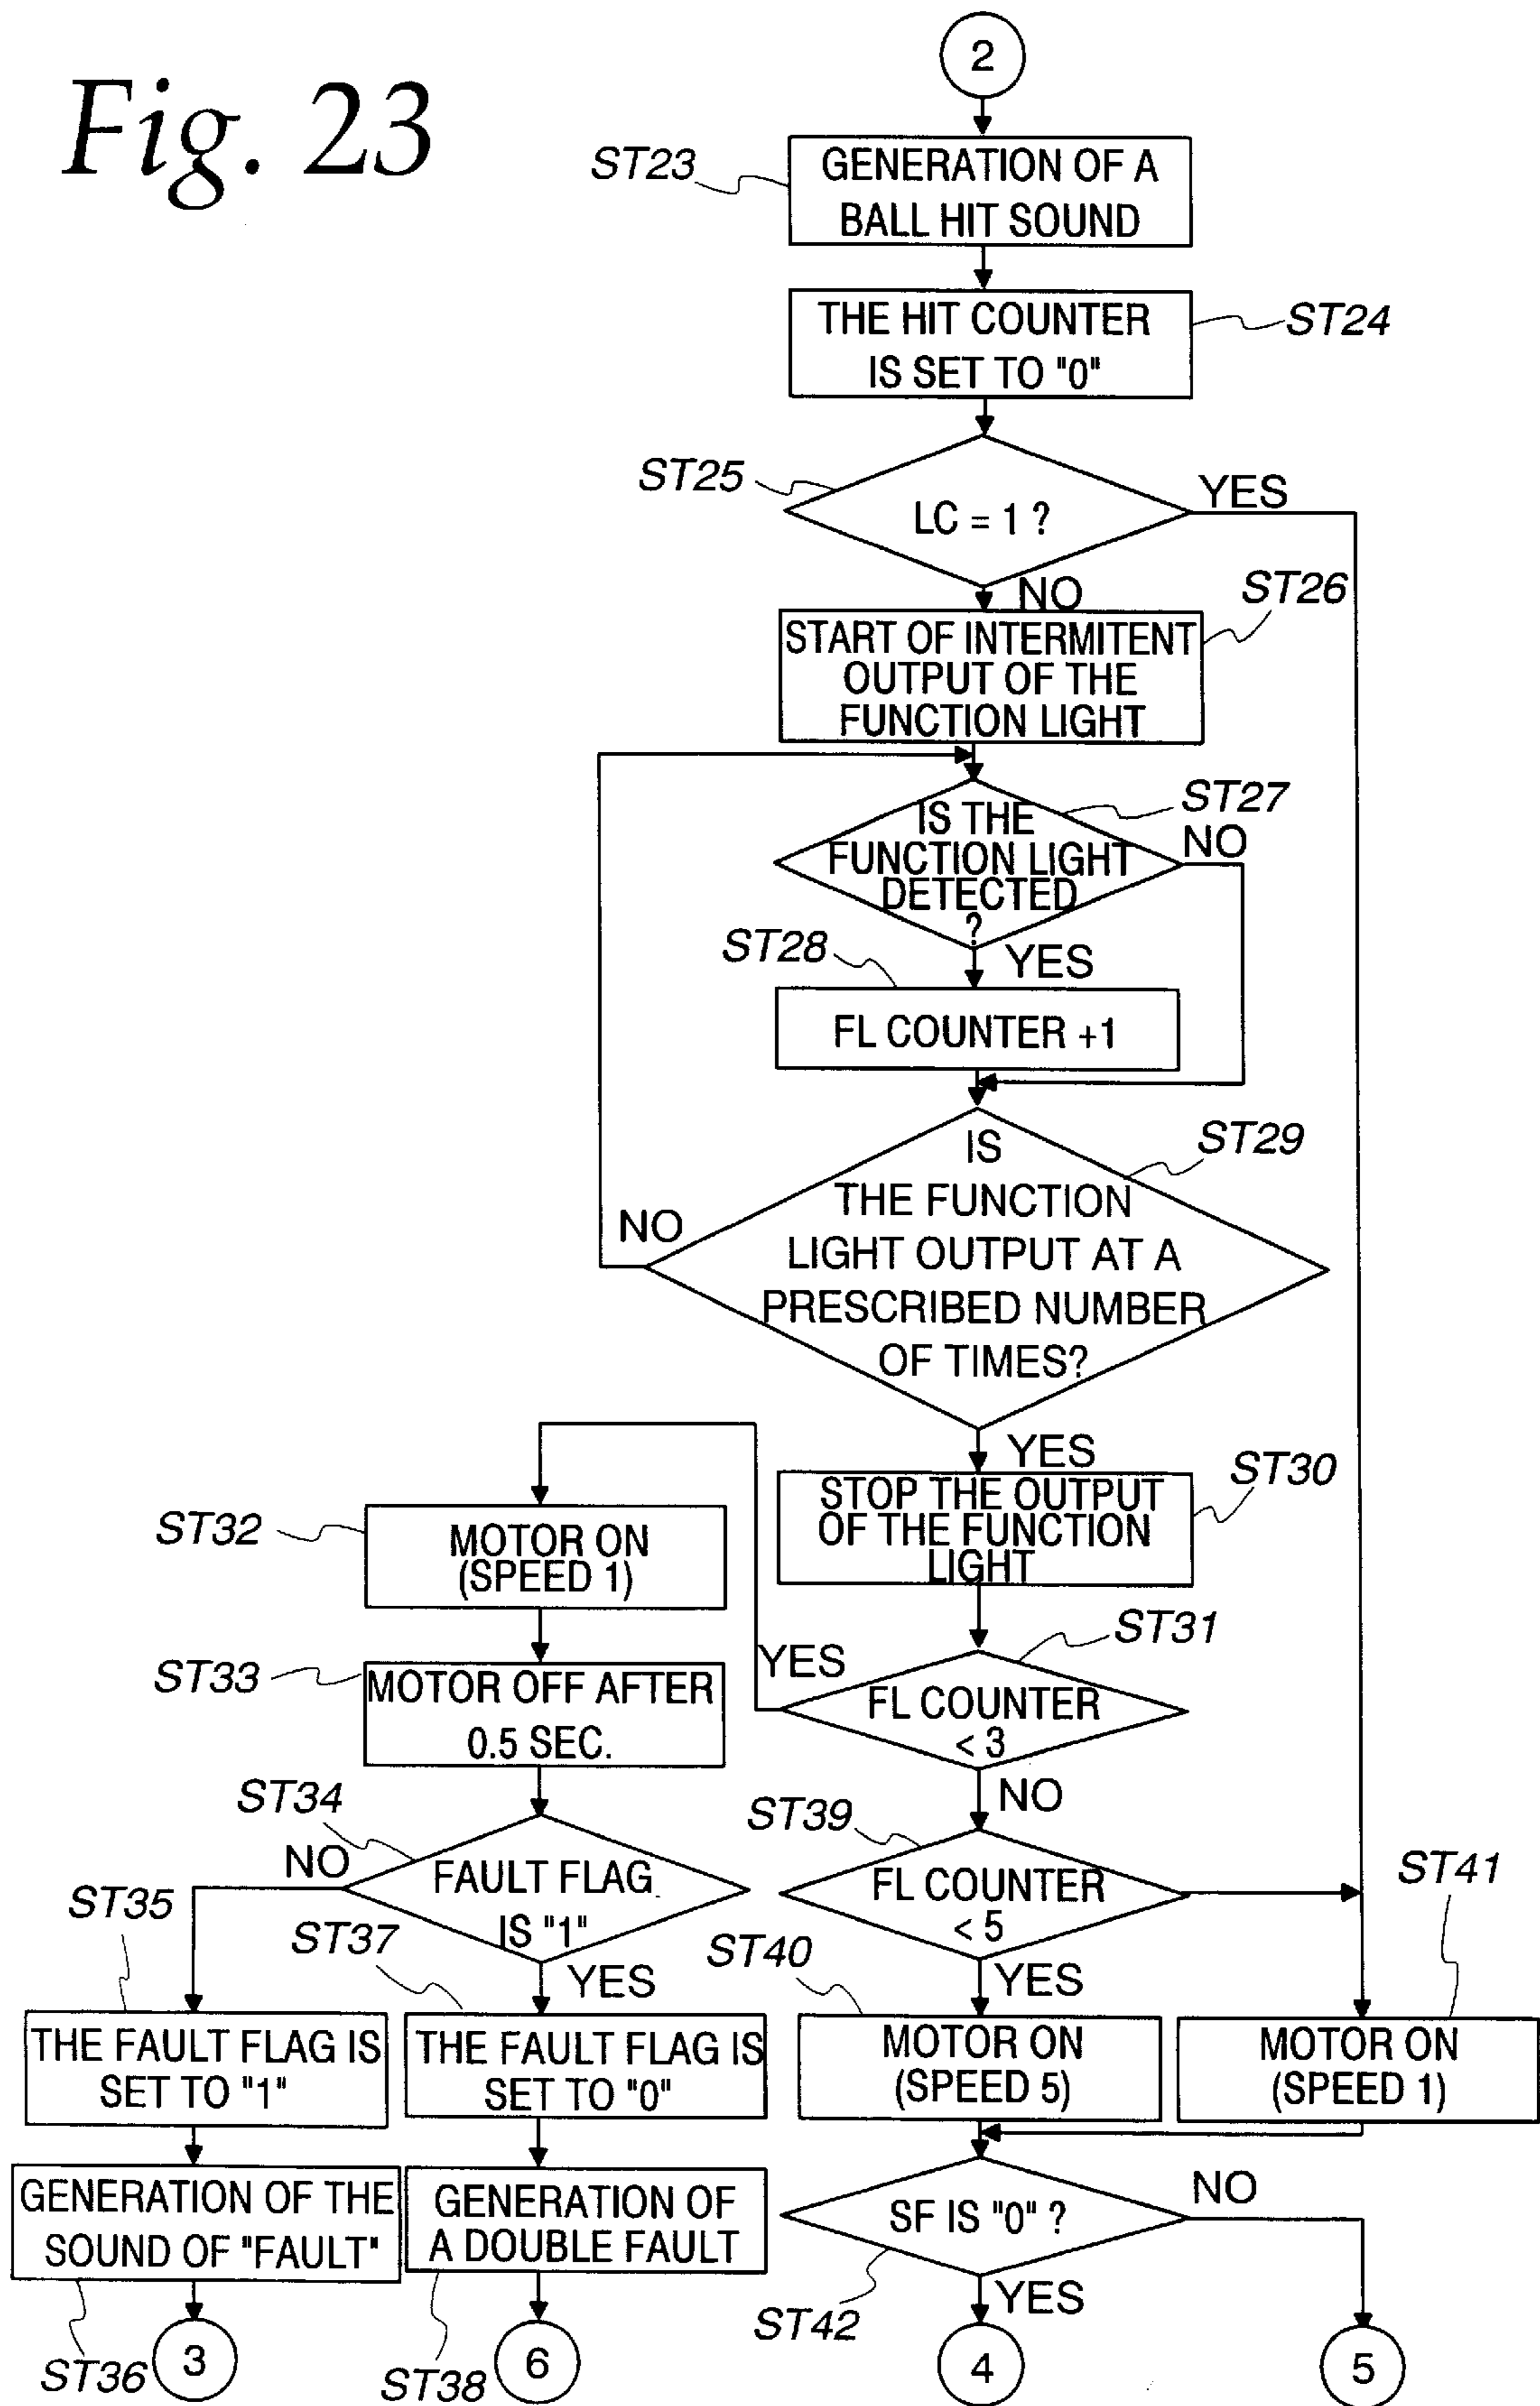 Fig. 23
2
ST23
GENERATION OF A
BALL HIT SOUND
THE HIT COUNTER
IS SET TO "0"
ST24
ST25
LC = 1 ?
YES
NO
ST26
START OF INTERMITENT
OUTPUT OF THE
FUNCTION LIGHT
ST27
IS THE
FUNCTION LIGHT
DETECTED
?
NO
ST28
YES
FL COUNTER +1
ST29
IS
THE FUNCTION
LIGHT OUTPUT AT A
PRESCRIBED NUMBER
OF TIMES?
NO
YES
ST30
STOP THE OUTPUT
OF THE FUNCTION
LIGHT
ST32
MOTOR ON
(SPEED 1)
ST31
YES
FL COUNTER
< 3
NO
ST33
MOTOR OFF AFTER
0.5 SEC.
ST34
NO
FAULT FLAG
IS "1"
YES
ST39
FL COUNTER
< 5
YES
ST41
ST35
ST37
ST40
THE FAULT FLAG IS
SET TO "1"
THE FAULT FLAG IS
SET TO "0"
MOTOR ON
(SPEED 5)
MOTOR ON
(SPEED 1)
GENERATION OF THE
SOUND OF "FAULT"
GENERATION OF
A DOUBLE FAULT
SF IS "0" ?
NO
YES
ST36
3
ST38
6
ST42
4
5